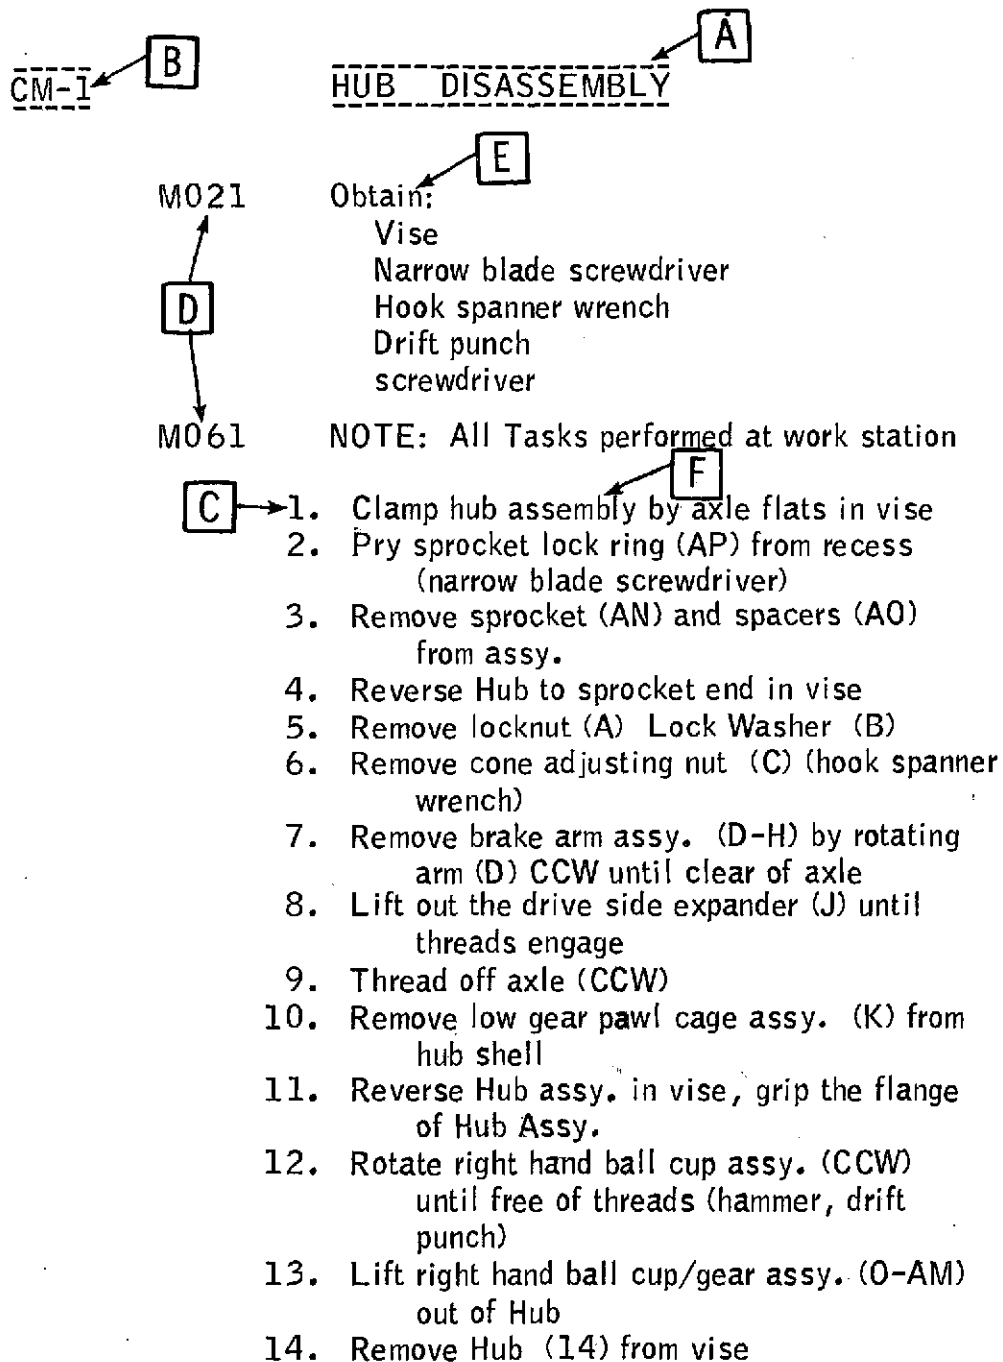 A
B
CM-1 HUB DISASSEMBLY
E
M021 Obtain:
Vise
Narrow blade screwdriver
D Hook spanner wrench
Drift punch
screwdriver
M061 NOTE: All Tasks performed at work station
F
C 1. Clamp hub assembly by axle flats in vise
2. Pry sprocket lock ring (AP) from recess
(narrow blade screwdriver)
3. Remove sprocket (AN) and spacers (AO)
from assy.
4. Reverse Hub to sprocket end in vise
5. Remove locknut (A) Lock Washer (B)
6. Remove cone adjusting nut (C) (hook spanner
wrench)
7. Remove brake arm assy. (D-H) by rotating
arm (D) CCW until clear of axle
8. Lift out the drive side expander (J) until
threads engage
9. Thread off axle (CCW)
10. Remove low gear pawl cage assy. (K) from
hub shell
11. Reverse Hub assy. in vise, grip the flange
of Hub Assy.
12. Rotate right hand ball cup assy. (CCW)
until free of threads (hammer, drift
punch)
13. Lift right hand ball cup/gear assy. (O-AM)
out of Hub
14. Remove Hub (14) from vise